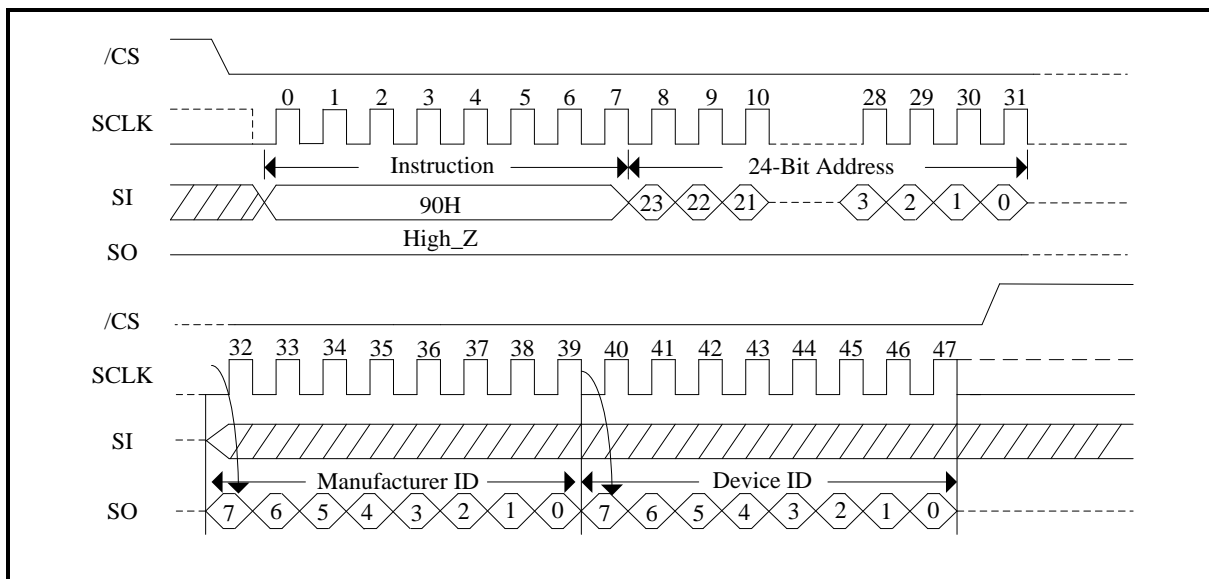 /CS
0 1 2 3 4 5 6 7 8 9 10 28 29 30 31
SCLK
Instruction 24-Bit Address
SI 90H 23 22 21 3 2 1 0
High_Z
SO
/CS
32 33 34 35 36 37 38 39 40 41 42 43 44 45 46 47
SCLK
SI
Manufacturer ID Device ID
SO 7 6 5 4 3 2 1 0 7 6 5 4 3 2 1 0